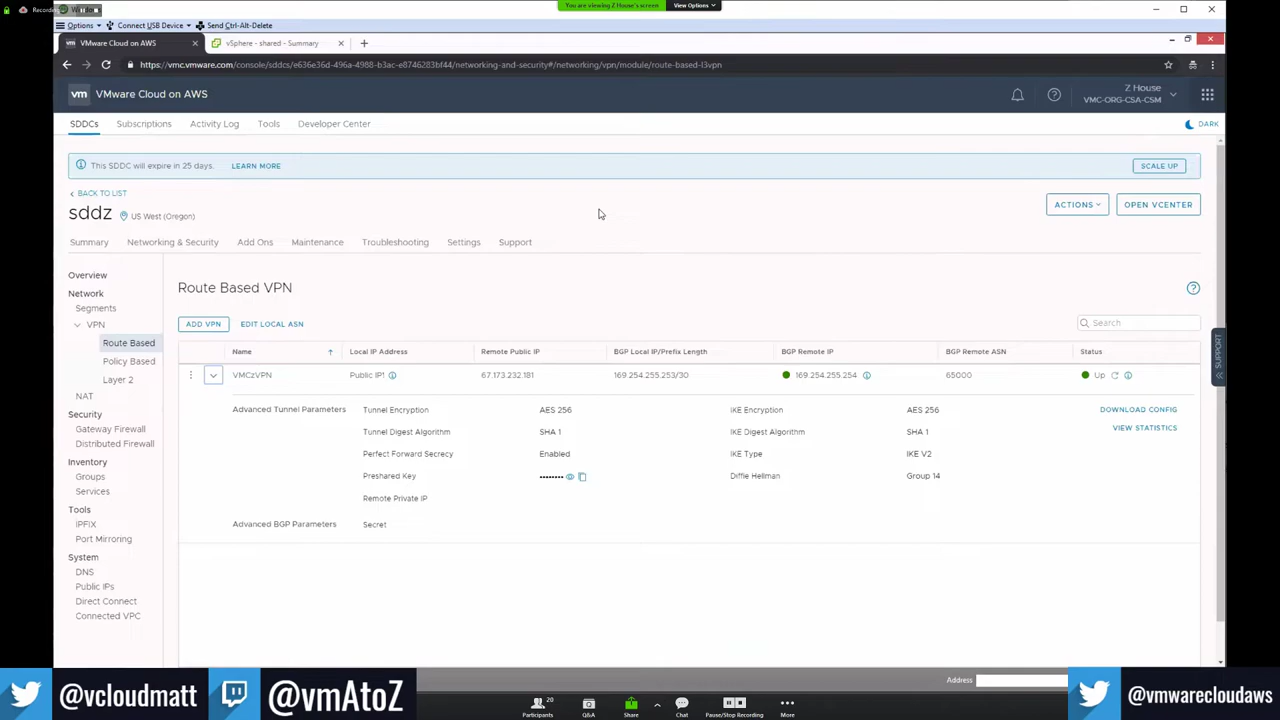 Recording
You are viewing Z House's screen View Options
Options Connect USB Device Send Ctrl-Alt-Delete
VMware Cloud on AWS vSphere - shared - Summary
https://vmc.vmware.com/console/sddcs/e636e36d-496a-4988-b3ac-e8746283bf44/networking-and-security#/networking/vpn/module/route-based-l3vpn
vm VMware Cloud on AWS
Z House
VMC-ORG-CSA-CSM
SDDCs Subscriptions Activity Log Tools Developer Center DARK
This SDDC will expire in 25 days. LEARN MORE SCALE UP
BACK TO LIST
sddz US West (Oregon) ACTIONS OPEN VCENTER
Summary Networking & Security Add Ons Maintenance Troubleshooting Settings Support
Overview
Network
Segments
VPN
Route Based
Policy Based
Layer 2
NAT
Security
Gateway Firewall
Distributed Firewall
Inventory
Groups
Services
Tools
IPFIX
Port Mirroring
System
DNS
Public IPs
Direct Connect
Connected VPC
Route Based VPN
ADD VPN EDIT LOCAL ASN Search
Name Local IP Address Remote Public IP BGP Local IP/Prefix Length BGP Remote IP BGP Remote ASN Status
VMCzVPN Public IP1 67.173.232.181 169.254.255.253/30 169.254.255.254 65000 Up
Advanced Tunnel Parameters Tunnel Encryption AES 256 IKE Encryption AES 256 DOWNLOAD CONFIG
Tunnel Digest Algorithm SHA 1 IKE Digest Algorithm SHA 1 VIEW STATISTICS
Perfect Forward Secrecy Enabled IKE Type IKE V2
Preshared Key •••••••• Diffie Hellman Group 14
Remote Private IP
Advanced BGP Parameters Secret
SUPPORT
Address
@vcloudmatt @vmAtoZ @vmwarecloudaws
20
Participants Q&A Share Chat Pause/Stop Recording More